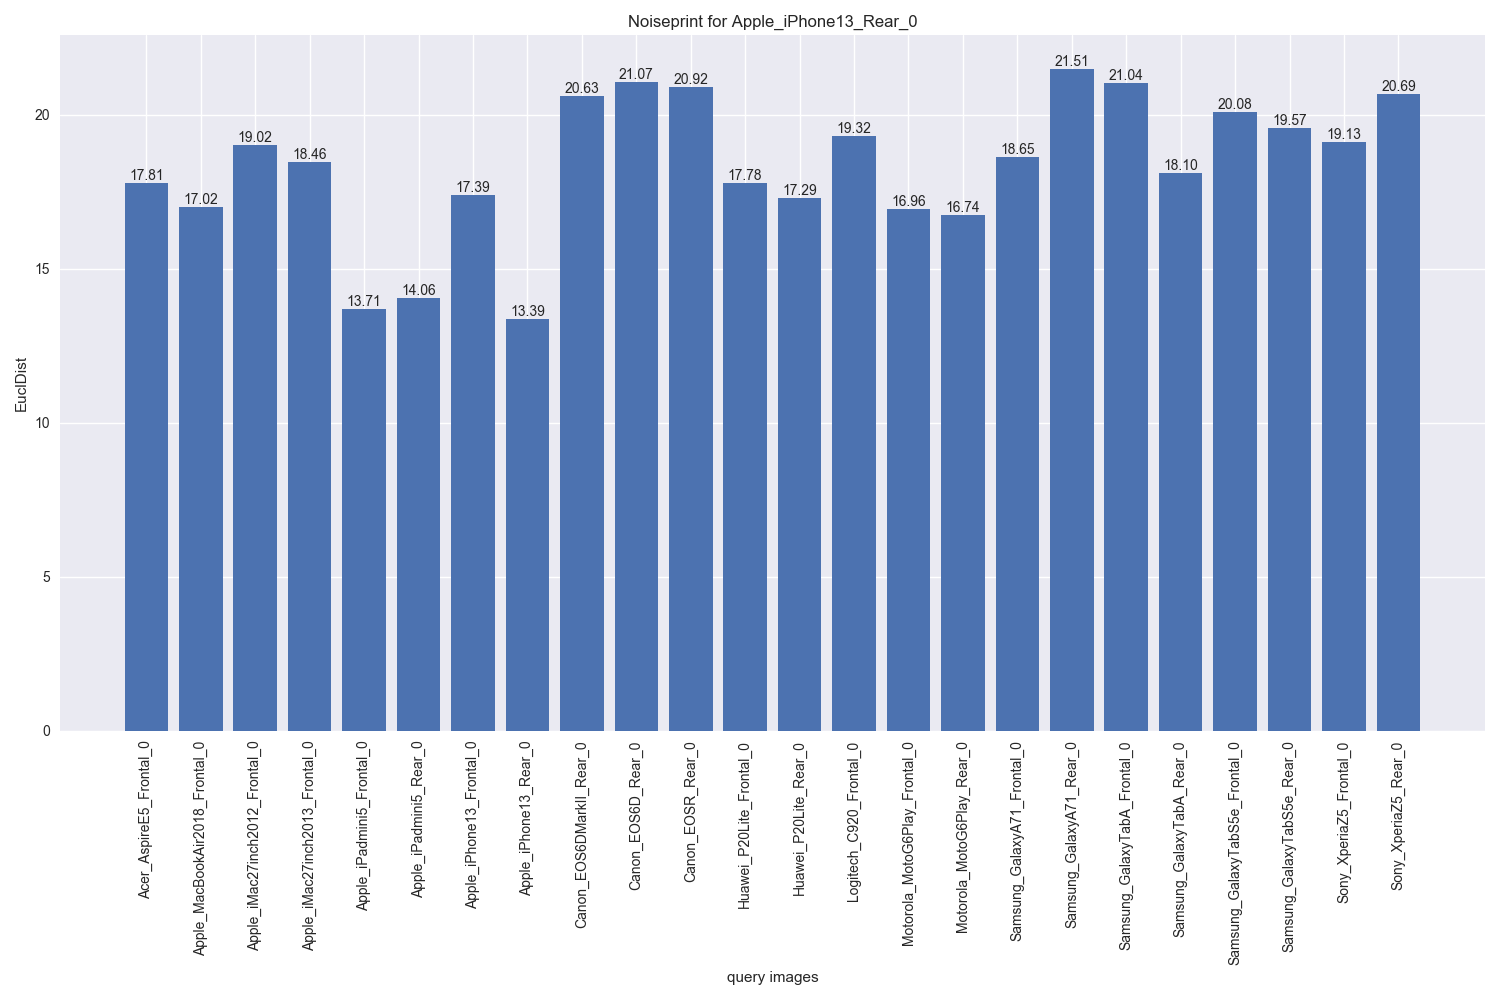 Noiseprint for Apple_iPhone13_Rear_0
EuclDist
20
15
10
5
0
17.81
17.02
19.02
18.46
13.71
14.06
17.39
13.39
20.63
21.07
20.92
17.78
17.29
19.32
16.96
16.74
18.65
21.51
21.04
18.10
20.08
19.57
19.13
20.69
Acer_AspireE5_Frontal_0
Apple_MacBookAir2018_Frontal_0
Apple_iMac27inch2012_Frontal_0
Apple_iMac27inch2013_Frontal_0
Apple_iPadmini5_Frontal_0
Apple_iPadmini5_Rear_0
Apple_iPhone13_Frontal_0
Apple_iPhone13_Rear_0
Canon_EOS6DMarkII_Rear_0
Canon_EOS6D_Rear_0
Canon_EOSR_Rear_0
Huawei_P20Lite_Frontal_0
Huawei_P20Lite_Rear_0
Logitech_C920_Frontal_0
Motorola_MotoG6Play_Frontal_0
Motorola_MotoG6Play_Rear_0
Samsung_GalaxyA71_Frontal_0
Samsung_GalaxyA71_Rear_0
Samsung_GalaxyTabA_Frontal_0
Samsung_GalaxyTabA_Rear_0
Samsung_GalaxyTabS5e_Frontal_0
Samsung_GalaxyTabS5e_Rear_0
Sony_XperiaZ5_Frontal_0
Sony_XperiaZ5_Rear_0
query images